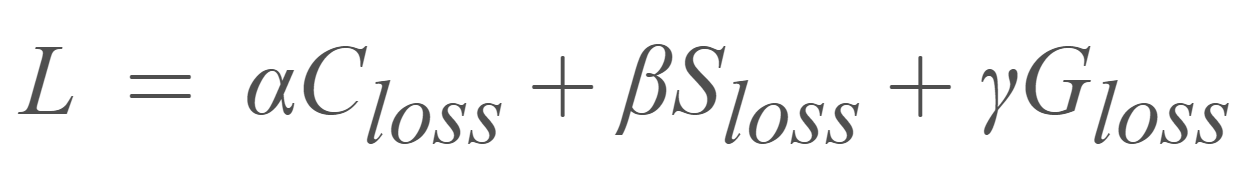 L = αC_loss + βS_loss + γG_loss